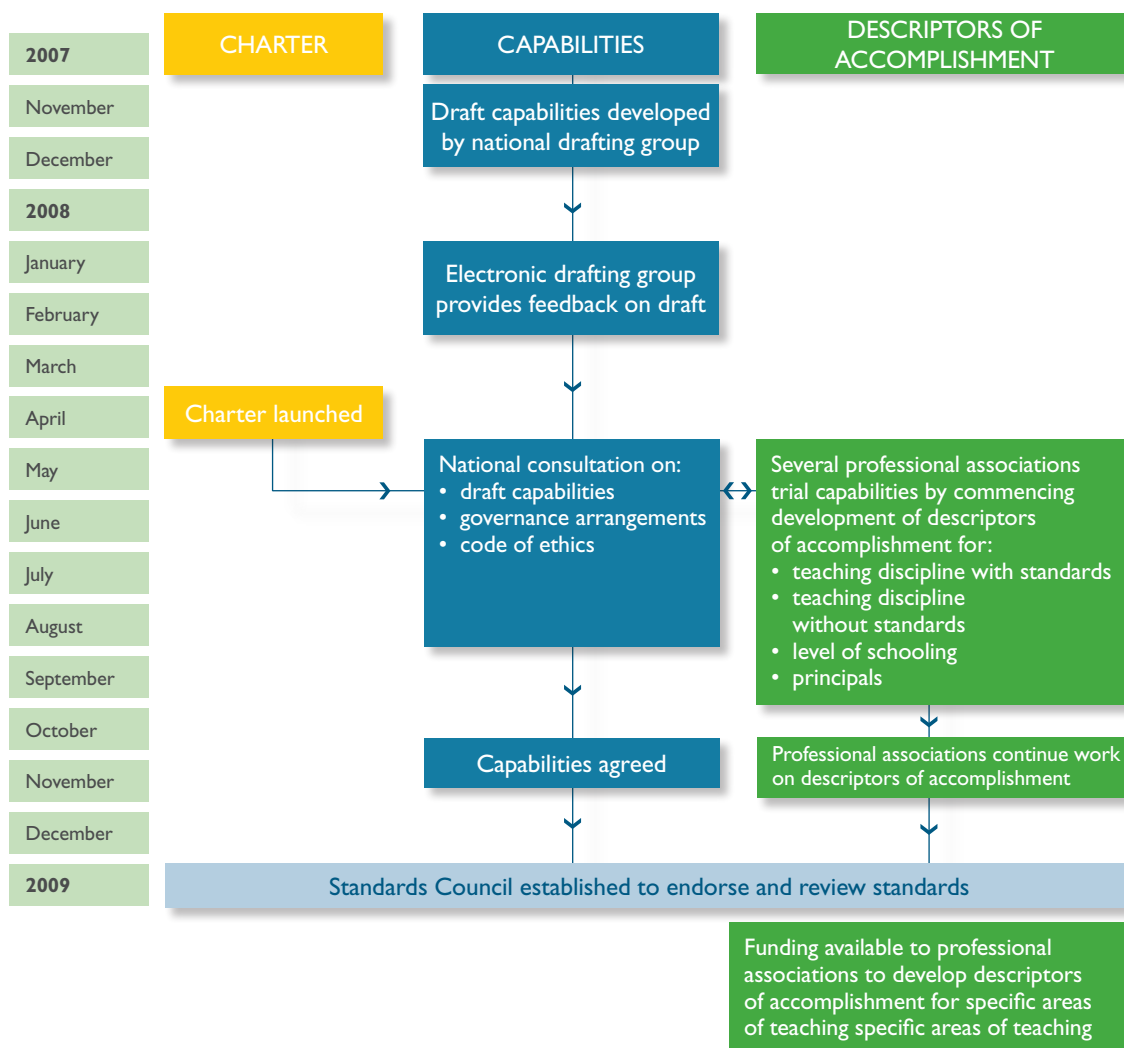 2007
November
December
2008
January
February
March
April
May
June
July
August
September
October
November
December
2009
CHARTER
Charter launched
CAPABILITIES
Draft capabilities developed
by national drafting group
Electronic drafting group
provides feedback on draft
National consultation on:
• draft capabilities
• governance arrangements
• code of ethics
Capabilities agreed
DESCRIPTORS OF
ACCOMPLISHMENT
Several professional associations
trial capabilities by commencing
development of descriptors
of accomplishment for:
• teaching discipline with standards
• teaching discipline
without standards
• level of schooling
• principals
Professional associations continue work
on descriptors of accomplishment
Standards Council established to endorse and review standards
Funding available to professional
associations to develop descriptors
of accomplishment for specific areas
of teaching specific areas of teaching